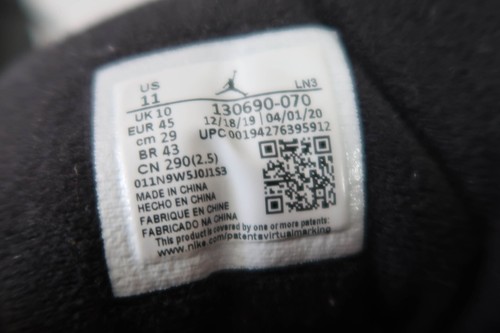 US LN3
11
UK 10 130690-070
EUR 45 12/18/19 04/01/20
cm 29 UPC 00194276395912
BR 43
CN 290(2.5)
011N9W5J0J1S3
MADE IN CHINA
HECHO EN CHINA
FABRIQUE EN CHINE
FABRICADO NA CHINA
This product is covered by one or more patents:
www.nike.com/patentsvirtualmarking